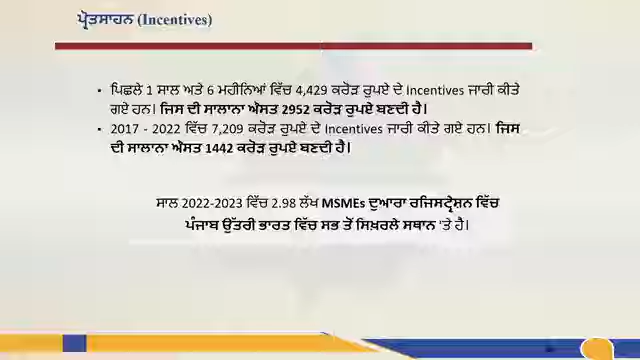 ਪ੍ਰੋਤਸਾਹਨ (Incentives)
• ਪਿਛਲੇ 1 ਸਾਲ ਅਤੇ 6 ਮਹੀਨਿਆਂ ਵਿੱਚ 4,429 ਕਰੋੜ ਰੁਪਏ ਦੇ Incentives ਜਾਰੀ ਕੀਤੇ
ਗਏ ਹਨ। ਜਿਸ ਦੀ ਸਾਲਾਨਾ ਔਸਤ 2952 ਕਰੋੜ ਰੁਪਏ ਬਣਦੀ ਹੈ।
• 2017 - 2022 ਵਿੱਚ 7,209 ਕਰੋੜ ਰੁਪਏ ਦੇ Incentives ਜਾਰੀ ਕੀਤੇ ਗਏ ਹਨ। ਜਿਸ
ਦੀ ਸਾਲਾਨਾ ਔਸਤ 1442 ਕਰੋੜ ਰੁਪਏ ਬਣਦੀ ਹੈ।
ਸਾਲ 2022-2023 ਵਿੱਚ 2.98 ਲੱਖ MSMEs ਦੁਆਰਾ ਰਜਿਸਟ੍ਰੇਸ਼ਨ ਵਿੱਚ
ਪੰਜਾਬ ਉੱਤਰੀ ਭਾਰਤ ਵਿੱਚ ਸਭ ਤੋਂ ਸਿਖ਼ਰਲੇ ਸਥਾਨ 'ਤੇ ਹੈ।